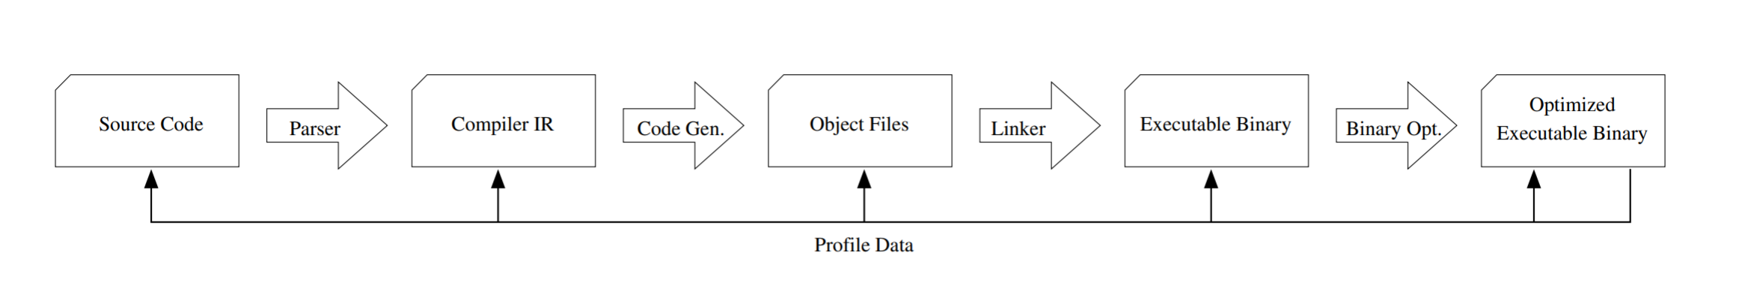 Source Code
Parser
Compiler IR
Code Gen.
Object Files
Linker
Executable Binary
Binary Opt.
Optimized
Executable Binary
Profile Data